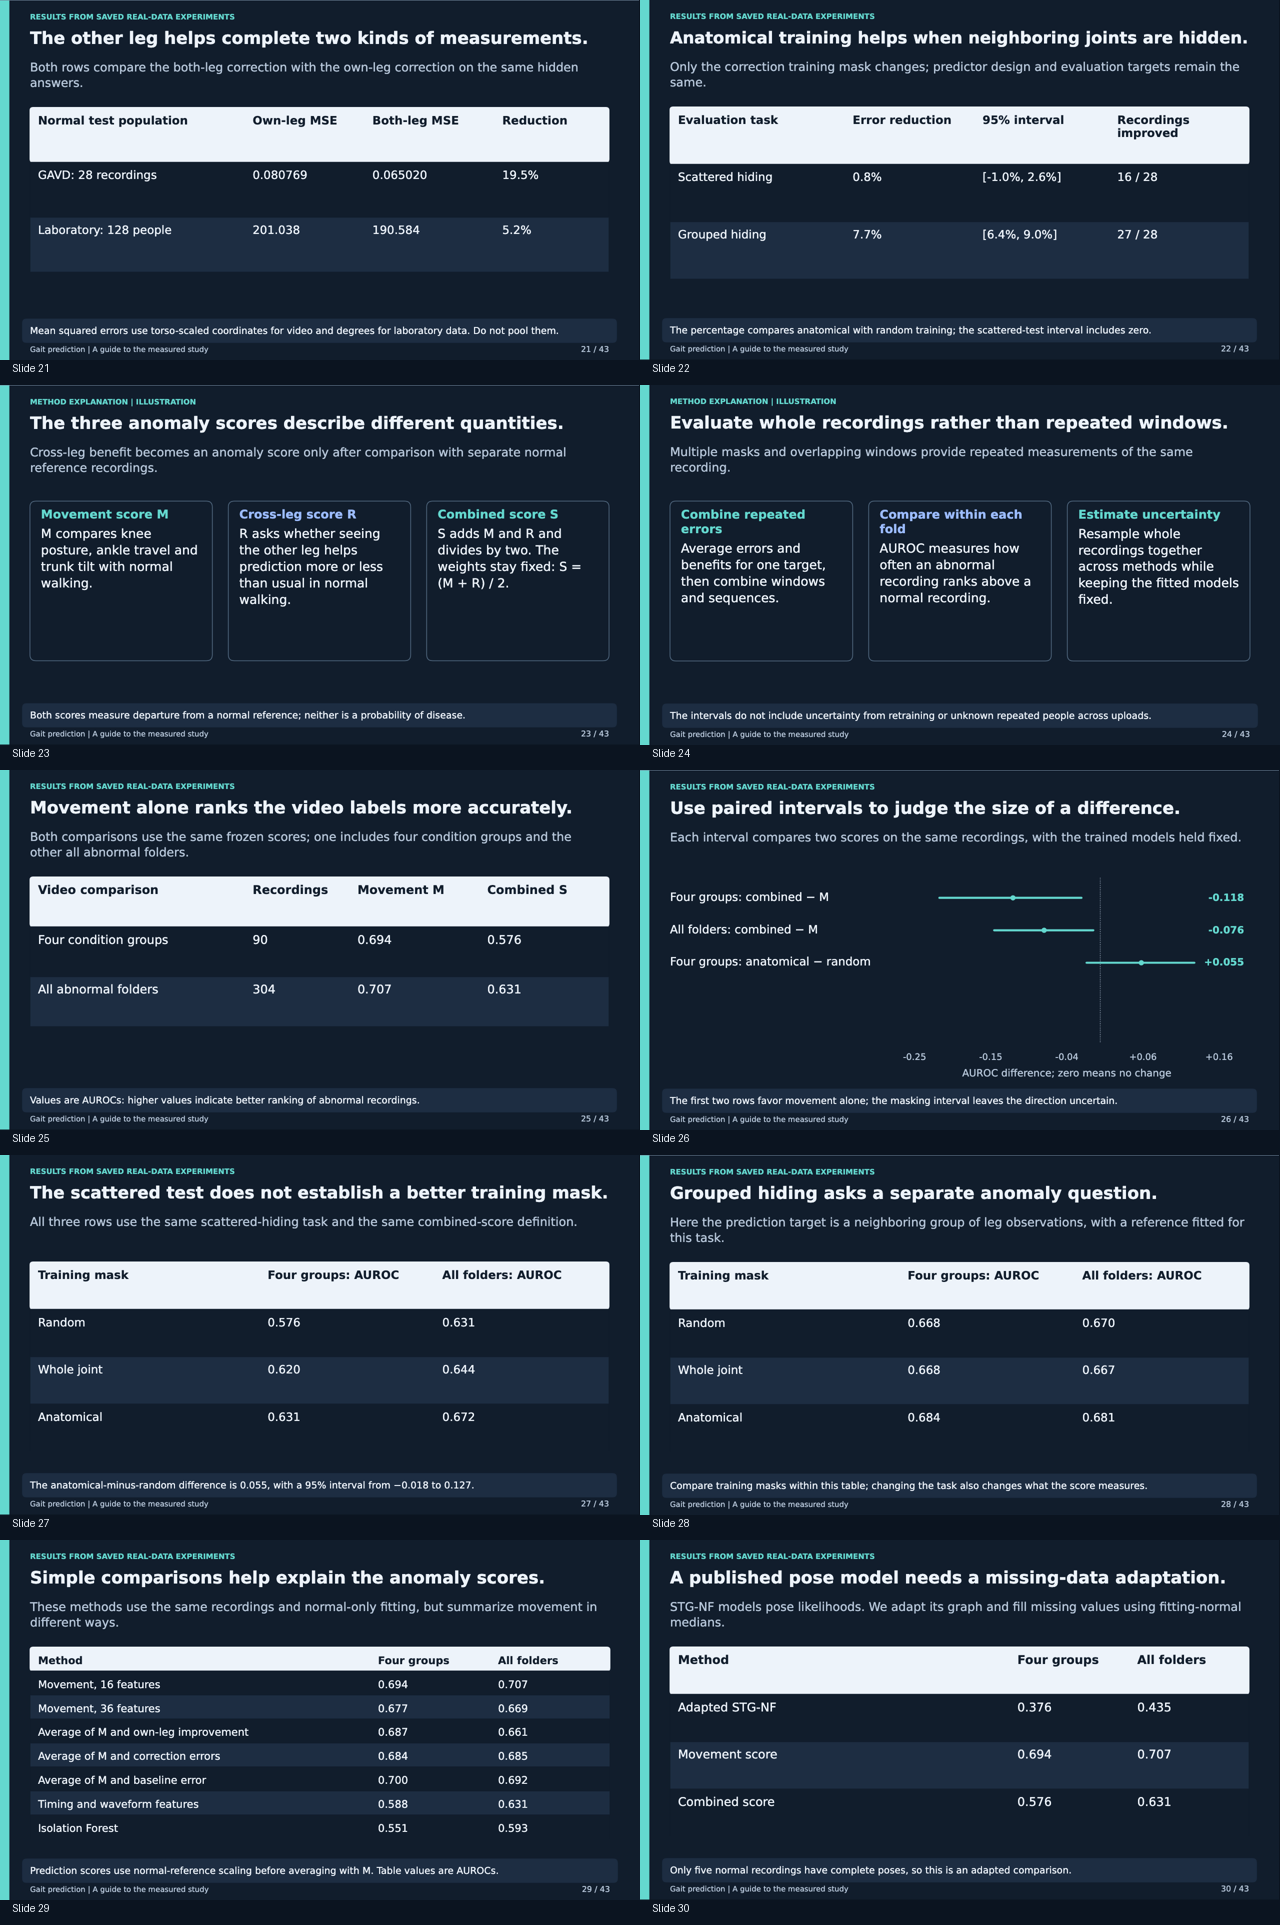 RESULTS FROM SAVED REAL-DATA EXPERIMENTS
The other leg helps complete two kinds of measurements.
Both rows compare the both-leg correction with the own-leg correction on the same hidden
answers.
Normal test population Own-leg MSE Both-leg MSE Reduction
GAVD: 28 recordings 0.080769 0.065020 19.5%
Laboratory: 128 people 201.038 190.584 5.2%
Mean squared errors use torso-scaled coordinates for video and degrees for laboratory data. Do not pool them.
Gait prediction | A guide to the measured study 21 / 43
Slide 21
RESULTS FROM SAVED REAL-DATA EXPERIMENTS
Anatomical training helps when neighboring joints are hidden.
Only the correction training mask changes; predictor design and evaluation targets remain the
same.
Evaluation task Error reduction 95% interval Recordings
improved
Scattered hiding 0.8% [-1.0%, 2.6%] 16 / 28
Grouped hiding 7.7% [6.4%, 9.0%] 27 / 28
The percentage compares anatomical with random training; the scattered-test interval includes zero.
Gait prediction | A guide to the measured study 22 / 43
Slide 22
METHOD EXPLANATION | ILLUSTRATION
The three anomaly scores describe different quantities.
Cross-leg benefit becomes an anomaly score only after comparison with separate normal
reference recordings.
Movement score M
M compares knee
posture, ankle travel and
trunk tilt with normal
walking.
Cross-leg score R
R asks whether seeing
the other leg helps
prediction more or less
than usual in normal
walking.
Combined score S
S adds M and R and
divides by two. The
weights stay fixed: S =
(M + R) / 2.
Both scores measure departure from a normal reference; neither is a probability of disease.
Gait prediction | A guide to the measured study 23 / 43
Slide 23
METHOD EXPLANATION | ILLUSTRATION
Evaluate whole recordings rather than repeated windows.
Multiple masks and overlapping windows provide repeated measurements of the same
recording.
Combine repeated
errors
Average errors and
benefits for one target,
then combine windows
and sequences.
Compare within each
fold
AUROC measures how
often an abnormal
recording ranks above a
normal recording.
Estimate uncertainty
Resample whole
recordings together
across methods while
keeping the fitted models
fixed.
The intervals do not include uncertainty from retraining or unknown repeated people across uploads.
Gait prediction | A guide to the measured study 24 / 43
Slide 24
RESULTS FROM SAVED REAL-DATA EXPERIMENTS
Movement alone ranks the video labels more accurately.
Both comparisons use the same frozen scores; one includes four condition groups and the
other all abnormal folders.
Video comparison Recordings Movement M Combined S
Four condition groups 90 0.694 0.576
All abnormal folders 304 0.707 0.631
Values are AUROCs: higher values indicate better ranking of abnormal recordings.
Gait prediction | A guide to the measured study 25 / 43
Slide 25
RESULTS FROM SAVED REAL-DATA EXPERIMENTS
Use paired intervals to judge the size of a difference.
Each interval compares two scores on the same recordings, with the trained models held fixed.
Four groups: combined − M -0.118
All folders: combined − M -0.076
Four groups: anatomical − random +0.055
-0.25 -0.15 -0.04 +0.06 +0.16
AUROC difference; zero means no change
The first two rows favor movement alone; the masking interval leaves the direction uncertain.
Gait prediction | A guide to the measured study 26 / 43
Slide 26
RESULTS FROM SAVED REAL-DATA EXPERIMENTS
The scattered test does not establish a better training mask.
All three rows use the same scattered-hiding task and the same combined-score definition.
Training mask Four groups: AUROC All folders: AUROC
Random 0.576 0.631
Whole joint 0.620 0.644
Anatomical 0.631 0.672
The anatomical-minus-random difference is 0.055, with a 95% interval from −0.018 to 0.127.
Gait prediction | A guide to the measured study 27 / 43
Slide 27
RESULTS FROM SAVED REAL-DATA EXPERIMENTS
Grouped hiding asks a separate anomaly question.
Here the prediction target is a neighboring group of leg observations, with a reference fitted for
this task.
Training mask Four groups: AUROC All folders: AUROC
Random 0.668 0.670
Whole joint 0.668 0.667
Anatomical 0.684 0.681
Compare training masks within this table; changing the task also changes what the score measures.
Gait prediction | A guide to the measured study 28 / 43
Slide 28
RESULTS FROM SAVED REAL-DATA EXPERIMENTS
Simple comparisons help explain the anomaly scores.
These methods use the same recordings and normal-only fitting, but summarize movement in
different ways.
Method Four groups All folders
Movement, 16 features 0.694 0.707
Movement, 36 features 0.677 0.669
Average of M and own-leg improvement 0.687 0.661
Average of M and correction errors 0.684 0.685
Average of M and baseline error 0.700 0.692
Timing and waveform features 0.588 0.631
Isolation Forest 0.551 0.593
Prediction scores use normal-reference scaling before averaging with M. Table values are AUROCs.
Gait prediction | A guide to the measured study 29 / 43
Slide 29
RESULTS FROM SAVED REAL-DATA EXPERIMENTS
A published pose model needs a missing-data adaptation.
STG-NF models pose likelihoods. We adapt its graph and fill missing values using fitting-normal
medians.
Method Four groups All folders
Adapted STG-NF 0.376 0.435
Movement score 0.694 0.707
Combined score 0.576 0.631
Only five normal recordings have complete poses, so this is an adapted comparison.
Gait prediction | A guide to the measured study 30 / 43
Slide 30